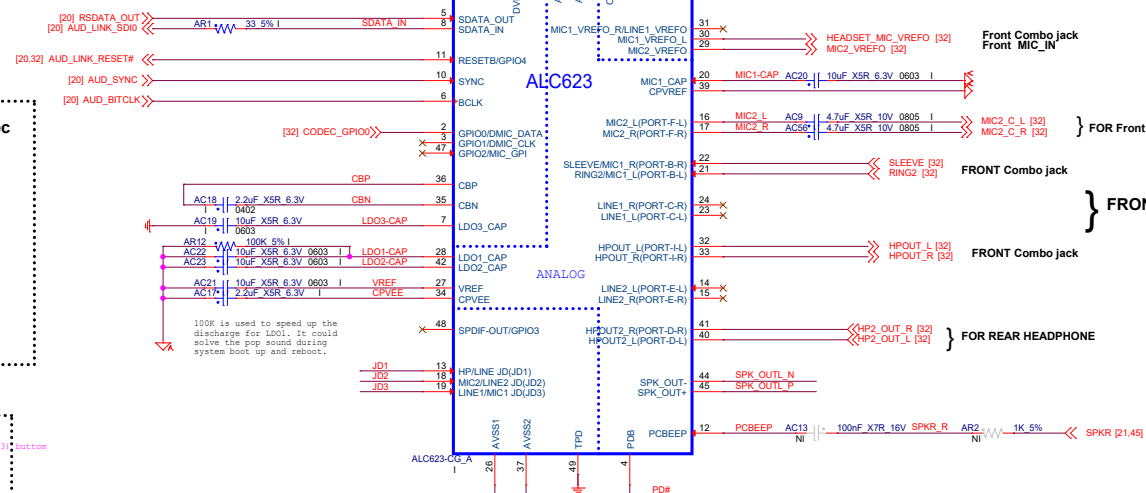 [20] RSDATA_OUT 5 SDATA_OUT
[20] AUD_LINK_SDI0 AR1 33_5% I SDATA_IN 8 SDATA_IN
[20,32] AUD_LINK_RESET# 11 RESETB/GPIO4
[20] AUD_SYNC 10 SYNC
[20] AUD_BITCLK 6 BCLK
[32] CODEC_GPIO0 2 GPIO0/DMIC_DATA
3 GPIO1/DMIC_CLK
47 GPIO2/MIC_GPI
CBP 36 CBP
AC18 2.2uF_X5R_6.3V CBN 35 CBN
I 0402
AC19 10uF_X5R_6.3V LDO3-CAP 7 LDO3_CAP
I 0603
AR12 100K_5% I
AC22 10uF_X5R_6.3V 0603 I LDO1-CAP 28 LDO1_CAP
AC23 10uF_X5R_6.3V 0603 I LDO2-CAP 42 LDO2_CAP
AC21 10uF_X5R_6.3V 0603 I VREF 27 VREF
AC17 2.2uF_X5R_6.3V I CPVEE 34 CPVEE
100K is used to speed up the
discharge for LDO1. It could
solve the pop sound during
system boot up and reboot.
48 SPDIF-OUT/GPIO3
JD1 13 HP/LINE JD(JD1)
JD2 18 MIC2/LINE2 JD(JD2)
JD3 19 LINE1/MIC1 JD(JD3)
buttom
ALC623-CG_A
I
ALC623
ANALOG
AVSS1 26
AVSS2 37
TPD 49
PDB 4
PD#
MIC1_VREFO_R/LINE1_VREFO 31
MIC1_VREFO_L 30 HEADSET_MIC_VREFO [32] Front Combo jack
MIC2_VREFO 29 MIC2_VREFO [32] Front MIC_IN
MIC1_CAP 20 MIC1-CAP AC20 10uF_X5R_6.3V_0603 I
CPVREF 39
MIC2_L(PORT-F-L) 16 MIC2_L AC9 4.7uF_X5R_10V_0805 I MIC2_C_L [32]
MIC2_R(PORT-F-R) 17 MIC2_R AC56 4.7uF_X5R_10V_0805 I MIC2_C_R [32]
} FOR Front
SLEEVE/MIC1_R(PORT-B-R) 22 SLEEVE [32]
RING2/MIC1_L(PORT-B-L) 21 RING2 [32]
FRONT Combo jack
LINE1_R(PORT-C-R) 24
LINE1_L(PORT-C-L) 23
HPOUT_L(PORT-I-L) 32 HPOUT_L [32]
HPOUT_R(PORT-I-R) 33 HPOUT_R [32]
FRONT Combo jack
LINE2_L(PORT-E-L) 14
LINE2_R(PORT-E-R) 15
HPOUT2_R(PORT-D-R) 41 HP2_OUT_R [32]
HPOUT2_L(PORT-D-L) 40 HP2_OUT_L [32]
} FOR REAR HEADPHONE
SPK_OUT- 44 SPK_OUTL_N
SPK_OUT+ 45 SPK_OUTL_P
PCBEEP 12 PCBEEP AC13 100nF_X7R_16V SPKR_R AR2 1K_5% SPKR [21,45]
NI NI